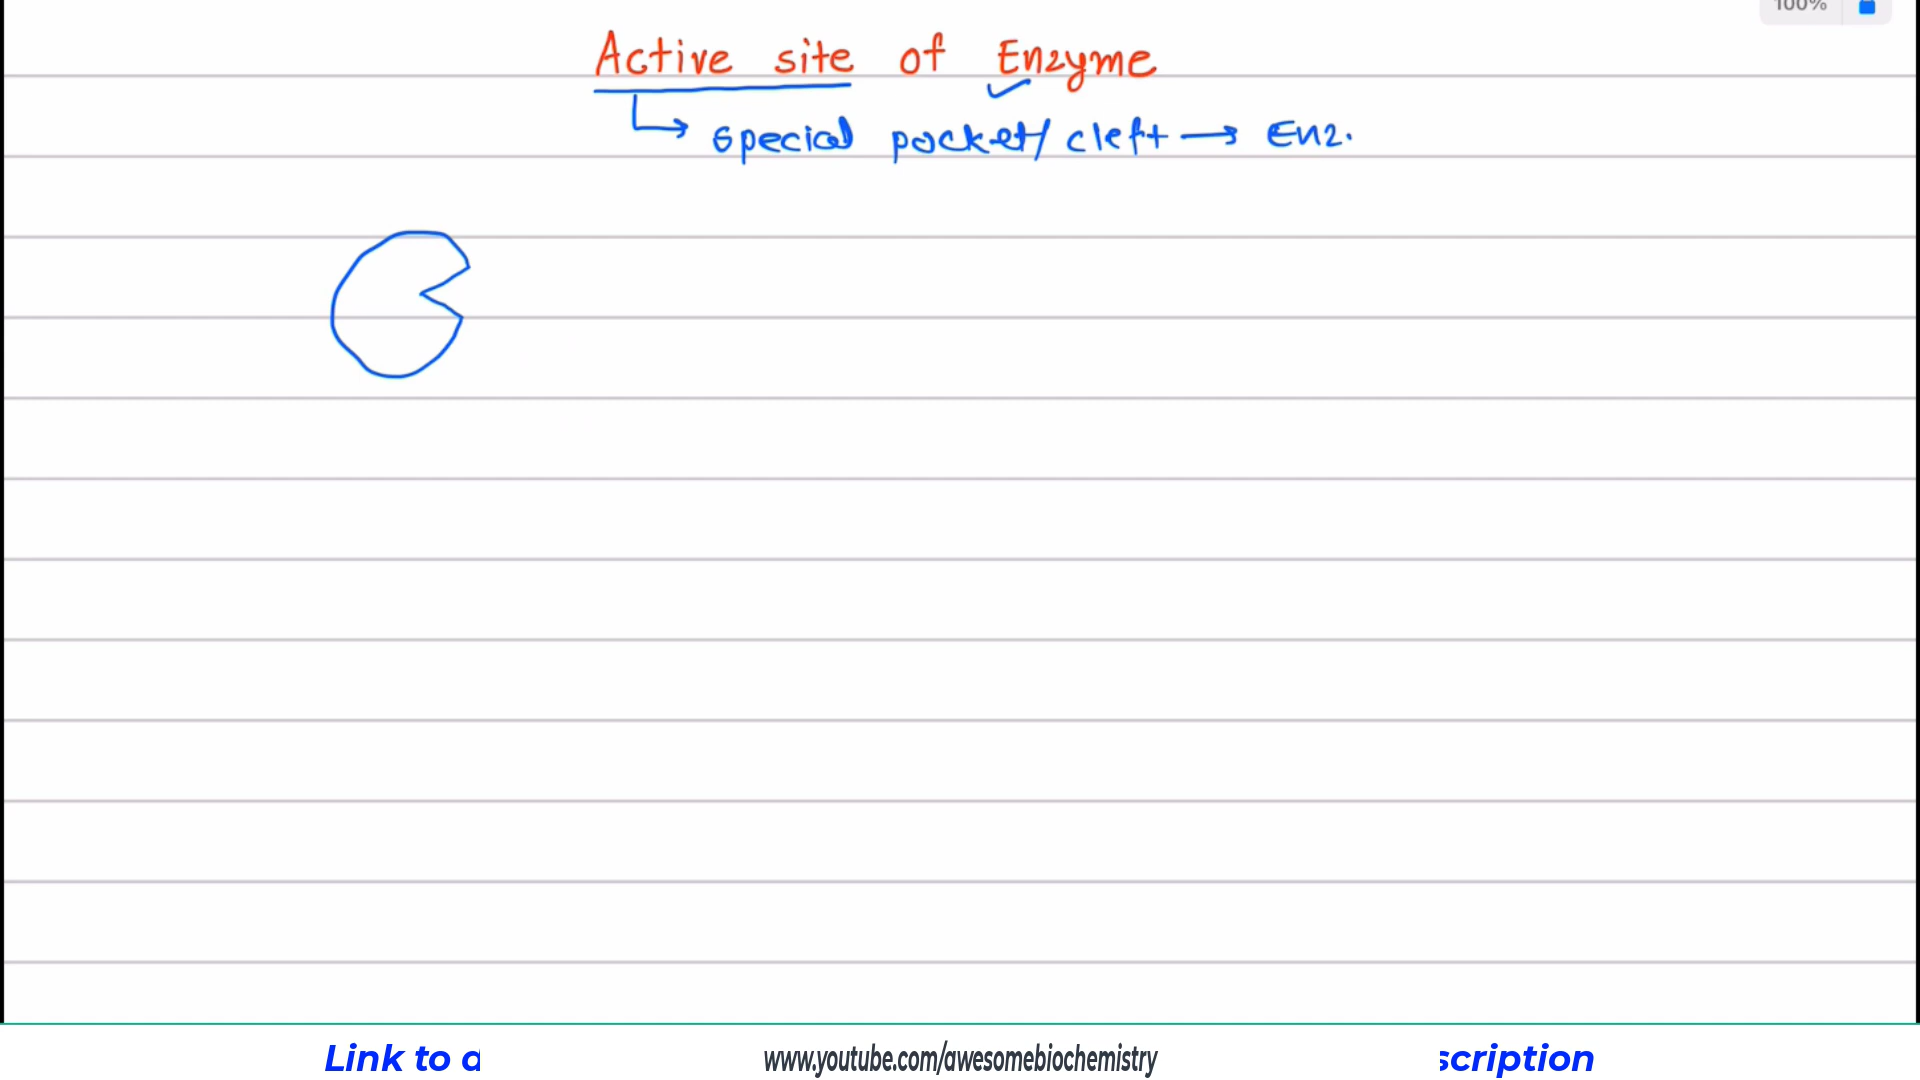 100%
Active site of Enzyme
special pocket/ cleft → Enz.
Link to
www.youtube.com/awesomebiochemistry
scription